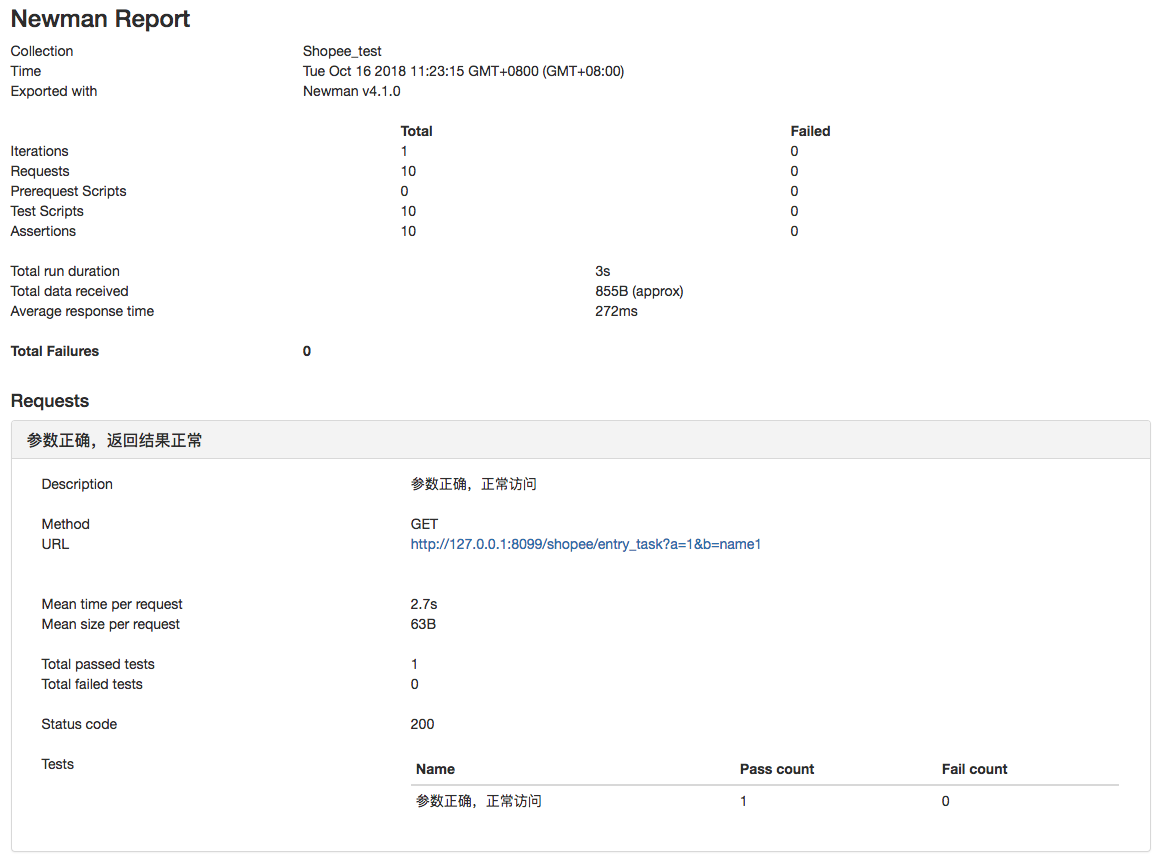 Newman Report
Collection Shopee_test
Time Tue Oct 16 2018 11:23:15 GMT+0800 (GMT+08:00)
Exported with Newman v4.1.0
Total Failed
Iterations 1 0
Requests 10 0
Prerequest Scripts 0 0
Test Scripts 10 0
Assertions 10 0
Total run duration 3s
Total data received 855B (approx)
Average response time 272ms
Total Failures 0
Requests
参数正确，返回结果正常
Description 参数正确，正常访问
Method GET
URL http://127.0.0.1:8099/shopee/entry_task?a=1&b=name1
Mean time per request 2.7s
Mean size per request 63B
Total passed tests 1
Total failed tests 0
Status code 200
Tests
Name Pass count Fail count
参数正确，正常访问 1 0